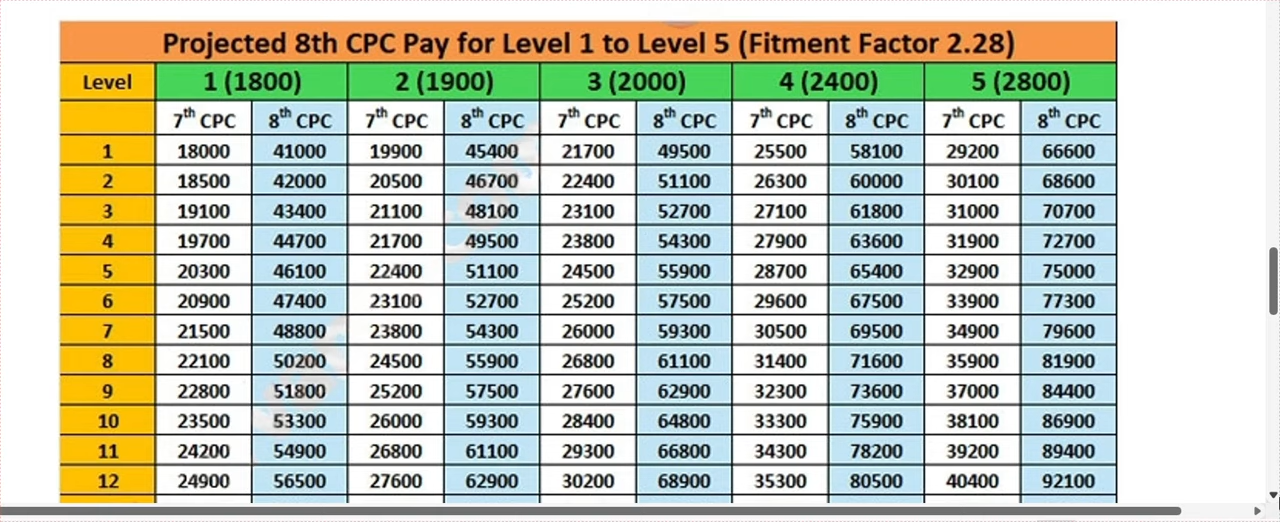 Projected 8th CPC Pay for Level 1 to Level 5 (Fitment Factor 2.28)
Level 1 (1800) 2 (1900) 3 (2000) 4 (2400) 5 (2800)
7th CPC 8th CPC 7th CPC 8th CPC 7th CPC 8th CPC 7th CPC 8th CPC 7th CPC 8th CPC
1 18000 41000 19900 45400 21700 49500 25500 58100 29200 66600
2 18500 42000 20500 46700 22400 51100 26300 60000 30100 68600
3 19100 43400 21100 48100 23100 52700 27100 61800 31000 70700
4 19700 44700 21700 49500 23800 54300 27900 63600 31900 72700
5 20300 46100 22400 51100 24500 55900 28700 65400 32900 75000
6 20900 47400 23100 52700 25200 57500 29600 67500 33900 77300
7 21500 48800 23800 54300 26000 59300 30500 69500 34900 79600
8 22100 50200 24500 55900 26800 61100 31400 71600 35900 81900
9 22800 51800 25200 57500 27600 62900 32300 73600 37000 84400
10 23500 53300 26000 59300 28400 64800 33300 75900 38100 86900
11 24200 54900 26800 61100 29300 66800 34300 78200 39200 89400
12 24900 56500 27600 62900 30200 68900 35300 80500 40400 92100